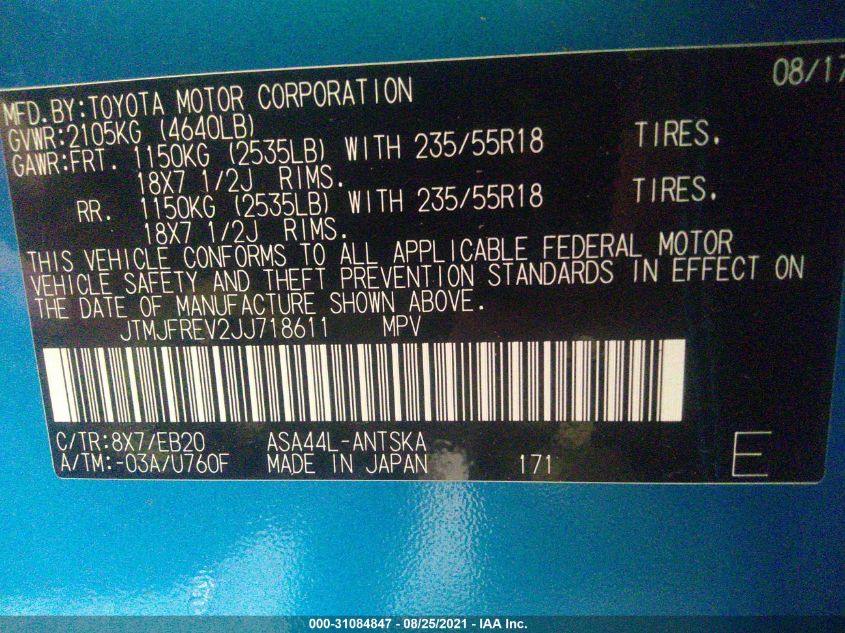 08/17
MFD.BY:TOYOTA MOTOR CORPORATION
GVWR:2105KG (4640LB)
GAWR:FRT. 1150KG (2535LB) WITH 235/55R18 TIRES.
18X7 1/2J RIMS.
RR. 1150KG (2535LB) WITH 235/55R18 TIRES.
18X7 1/2J RIMS.
THIS VEHICLE CONFORMS TO ALL APPLICABLE FEDERAL MOTOR
VEHICLE SAFETY AND THEFT PREVENTION STANDARDS IN EFFECT ON
THE DATE OF MANUFACTURE SHOWN ABOVE.
JTMJFREV2JJ718611 MPV
C/TR:8X7/EB20 ASA44L-ANTSKA
A/TM:-03A/U760F MADE IN JAPAN 171 E
000-31084847 - 08/25/2021 - IAA Inc.